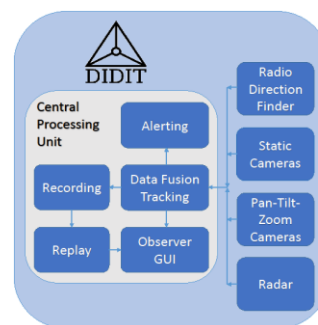 DIDIT
Central
Processing
Unit
Alerting
Recording
Data Fusion
Tracking
Replay
Observer
GUI
Radio
Direction
Finder
Static
Cameras
Pan-Tilt-
Zoom
Cameras
Radar